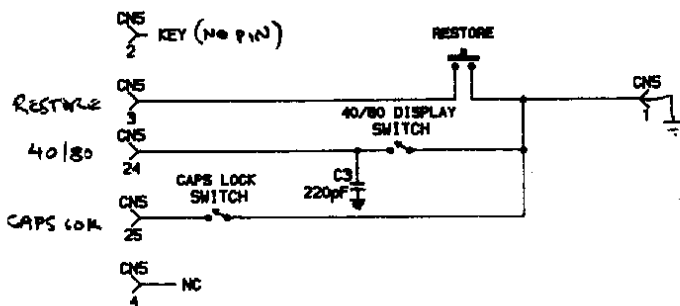 CN5
2
KEY (NO PIN)
RESTORE
CN5
1
RESTORE
CN5
3
40/80 DISPLAY
SWITCH
40/80
CN5
24
C3
220pF
CAPS LOCK
SWITCH
CAPS LOCK
CN5
25
CN5
4
NC